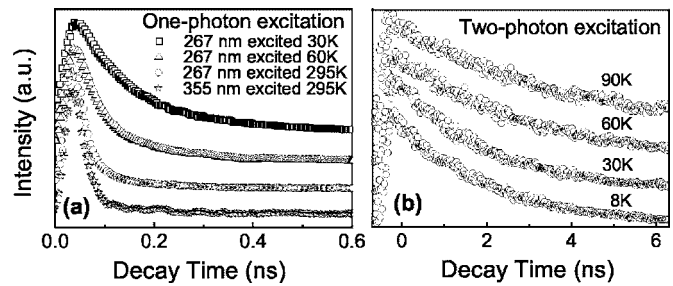 One-photon excitation
267 nm excited 30K
267 nm excited 60K
267 nm excited 295K
355 nm excited 295K
Intensity (a.u.)
(a)
0.0 0.2 0.4 0.6
Decay Time (ns)
Two-photon excitation
90K
60K
30K
8K
(b)
0 2 4 6
Decay Time (ns)